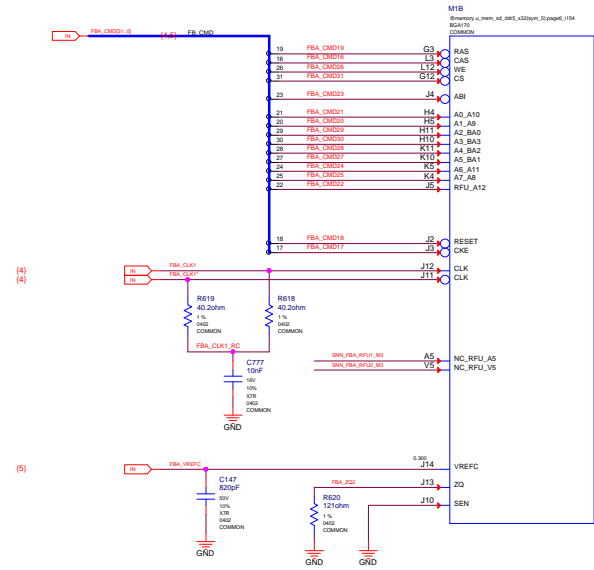 M1B
@memory.u_mem_sd_ddr5_x32(sym_5):page6_i154
BGA170
COMMON
IN FBA_CMD[31..0] (4,5) FB_CMD
19 FBA_CMD19 G3 RAS
16 FBA_CMD16 L3 CAS
26 FBA_CMD26 L12 WE
31 FBA_CMD31 G12 CS
23 FBA_CMD23 J4 ABI
21 FBA_CMD21 H4 A0_A10
20 FBA_CMD20 H5 A1_A9
29 FBA_CMD29 H11 A2_BA0
30 FBA_CMD30 H10 A3_BA3
28 FBA_CMD28 K11 A4_BA2
27 FBA_CMD27 K10 A5_BA1
24 FBA_CMD24 K5 A6_A11
25 FBA_CMD25 K4 A7_A8
22 FBA_CMD22 J5 RFU_A12
18 FBA_CMD18 J2 RESET
17 FBA_CMD17 J3 CKE
(4) IN FBA_CLK1 J12 CLK
(4) IN FBA_CLK1* J11 CLK
R619
40.2ohm
1 %
0402
COMMON
R618
40.2ohm
1 %
0402
COMMON
FBA_CLK1_RC
C777
10nF
16V
10%
X7R
0402
COMMON
GND
SNN_FBA_RFU1_M3 A5 NC_RFU_A5
SNN_FBA_RFU2_M3 V5 NC_RFU_V5
(5) IN FBA_VREFC 0.300 J14 VREFC
FBA_ZQ2 J13 ZQ
J10 SEN
C147
820pF
50V
10%
X7R
0402
COMMON
GND
R620
121ohm
1 %
0402
COMMON
GND
GND